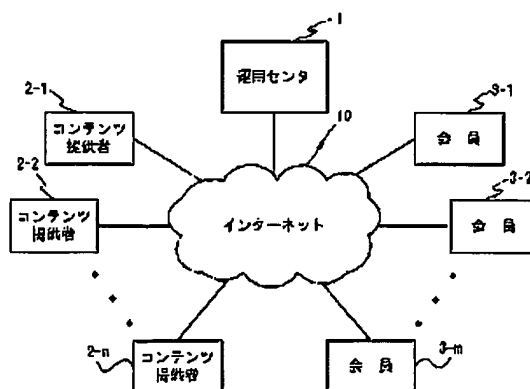 1
運用センタ
2-1
コンテンツ
提供者
10
3-1
会員
2-2
コンテンツ
提供者
インターネット
3-2
会員
2-n
コンテンツ
提供者
会員
3-m